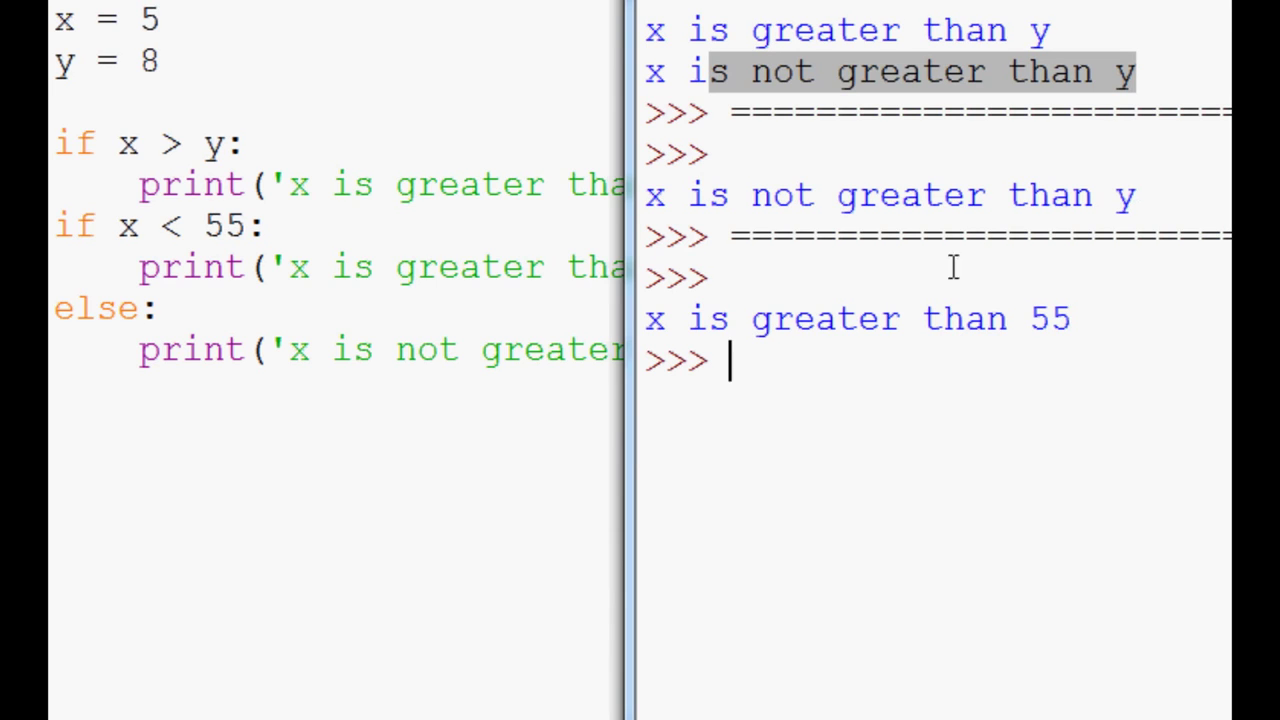 x = 5
y = 8
if x > y:
    print('x is greater tha
if x < 55:
    print('x is greater tha
else:
    print('x is not greater
x is greater than y
x is not greater than y
>>> ========================
>>>
x is not greater than y
>>> ========================
>>>
x is greater than 55
>>>